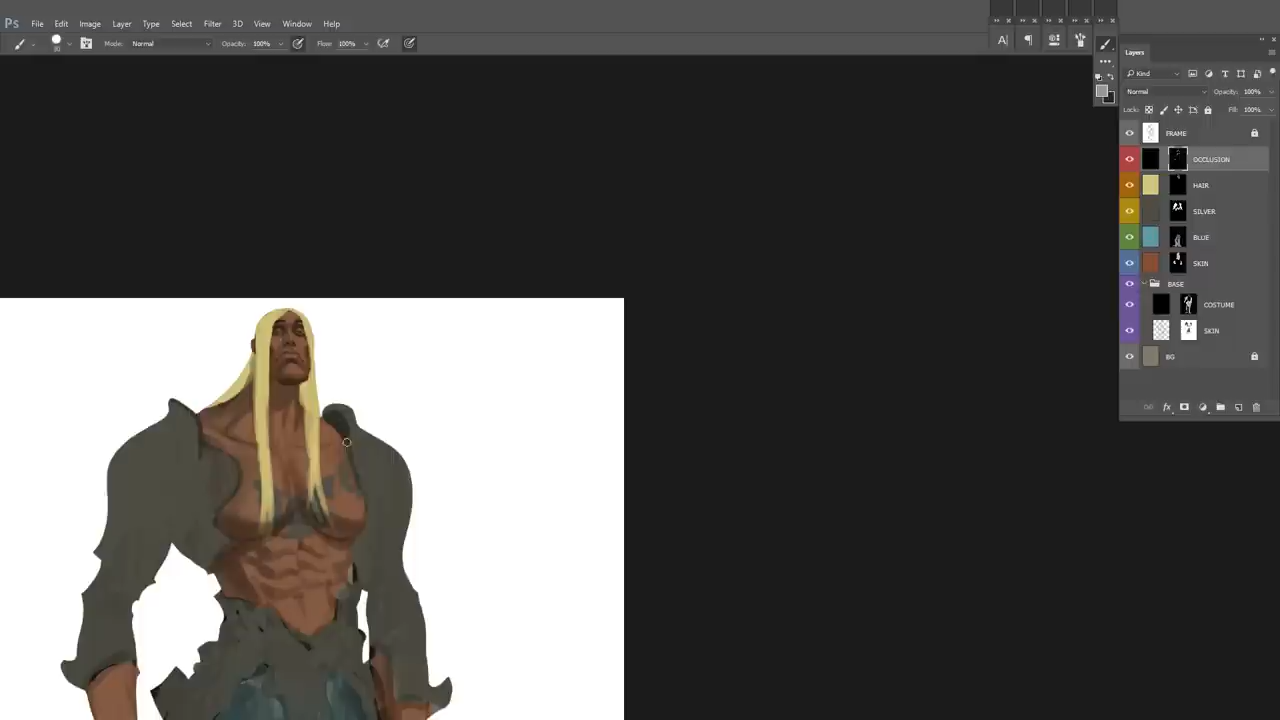 Ps File Edit Image Layer Type Select Filter 3D View Window Help
Mode: Normal Opacity: 100% Flow: 100%
A
Layers
Kind T
Normal Opacity: 100%
Lock: Fill: 100%
FRAME
OCCLUSION
HAIR
SILVER
BLUE
SKIN
BASE
COSTUME
SKIN
BG
fx